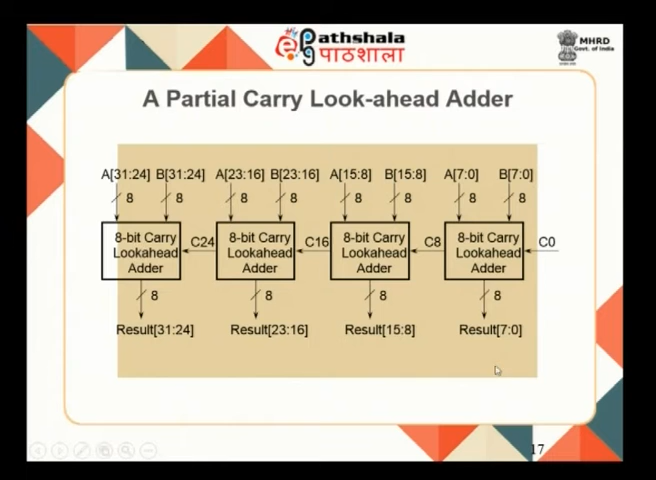 Pathshala
पाठशाला
MHRD
Govt. of India
A Partial Carry Look-ahead Adder
A[31:24] B[31:24] A[23:16] B[23:16] A[15:8] B[15:8] A[7:0] B[7:0]
8 8 8 8 8 8 8 8
8-bit Carry Lookahead Adder
C24
8-bit Carry Lookahead Adder
C16
8-bit Carry Lookahead Adder
C8
8-bit Carry Lookahead Adder
C0
8 8 8 8
Result[31:24] Result[23:16] Result[15:8] Result[7:0]
17